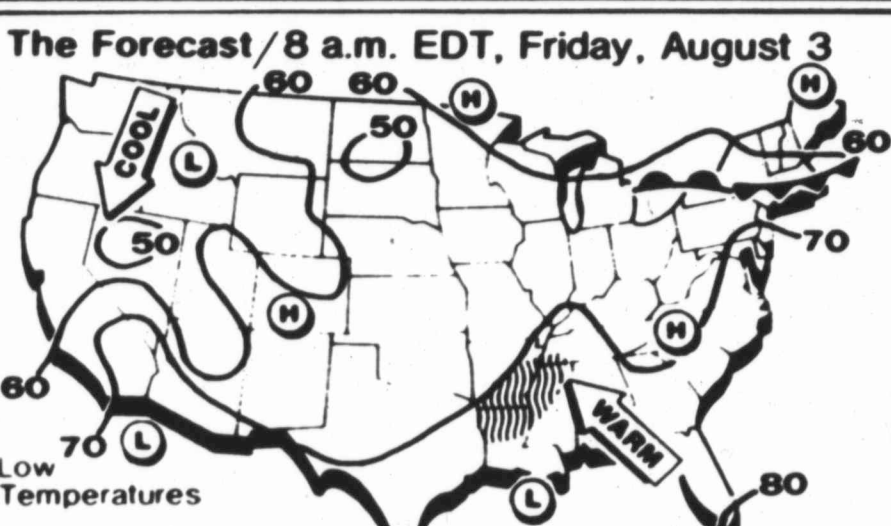 The Forecast/8 a.m. EDT, Friday, August 3
60 60 H H
50
COOL
L
60
50
70
H
H
60
WARM
70 L
Low
Temperatures
L
80